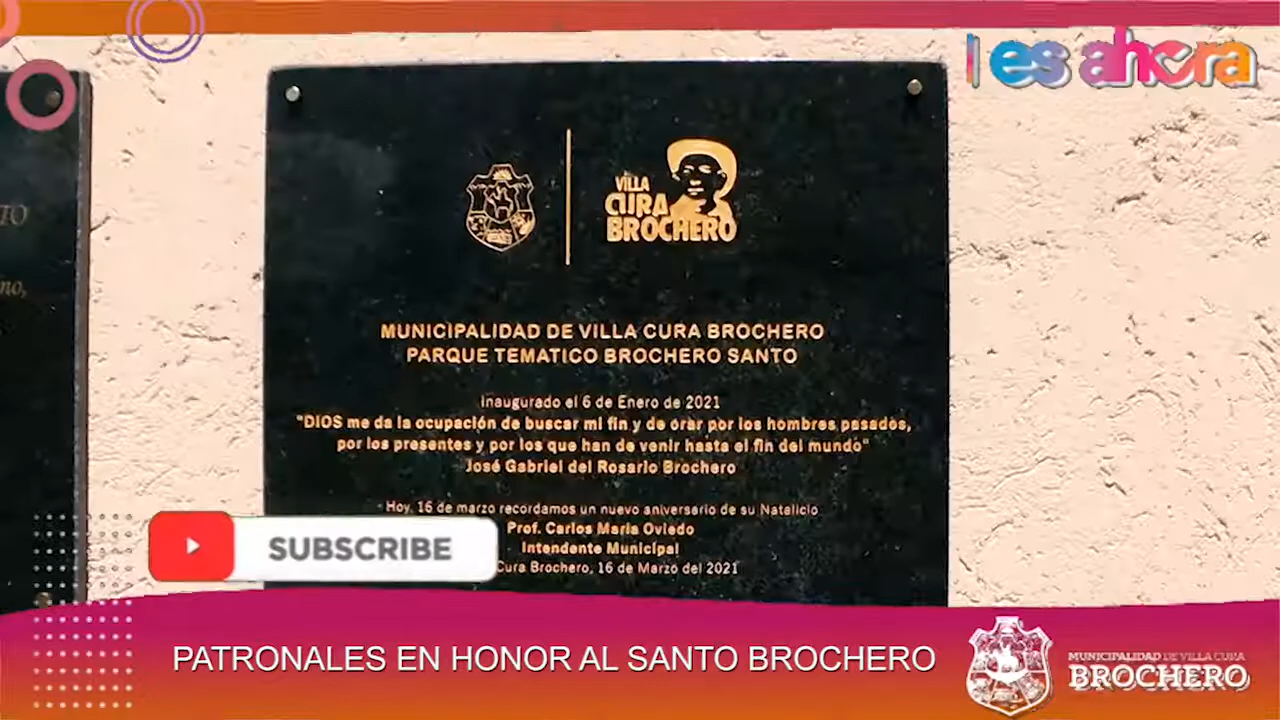 es ahora
TO
no,
VILLA
CURA
BROCHERO
MUNICIPALIDAD DE VILLA CURA BROCHERO
PARQUE TEMATICO BROCHERO SANTO
Inaugurado el 6 de Enero de 2021
"DIOS me da la ocupación de buscar mi fin y de orar por los hombres pasados,
por los presentes y por los que han de venir hasta el fin del mundo"
José Gabriel del Rosario Brochero
Hoy, 16 de marzo recordamos un nuevo aniversario de su Natalicio
Prof. Carlos María Oviedo
Intendente Municipal
Cura Brochero, 16 de Marzo del 2021
SUBSCRIBE
PATRONALES EN HONOR AL SANTO BROCHERO
MUNICIPALIDAD DE VILLA CURA
BROCHERO